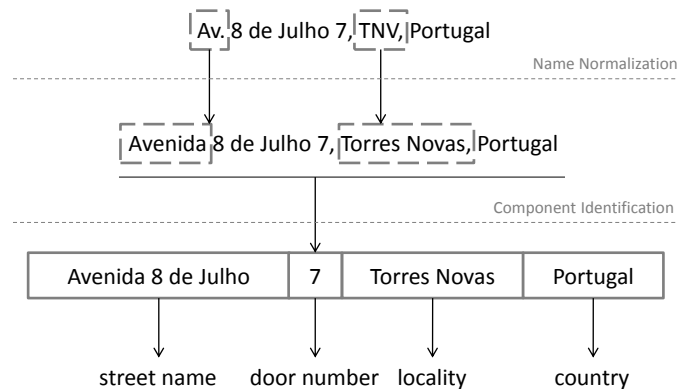 Av. 8 de Julho 7, TNV, Portugal
Name Normalization
Avenida 8 de Julho 7, Torres Novas, Portugal
Component Identification
Avenida 8 de Julho 7 Torres Novas Portugal
street name door number locality country